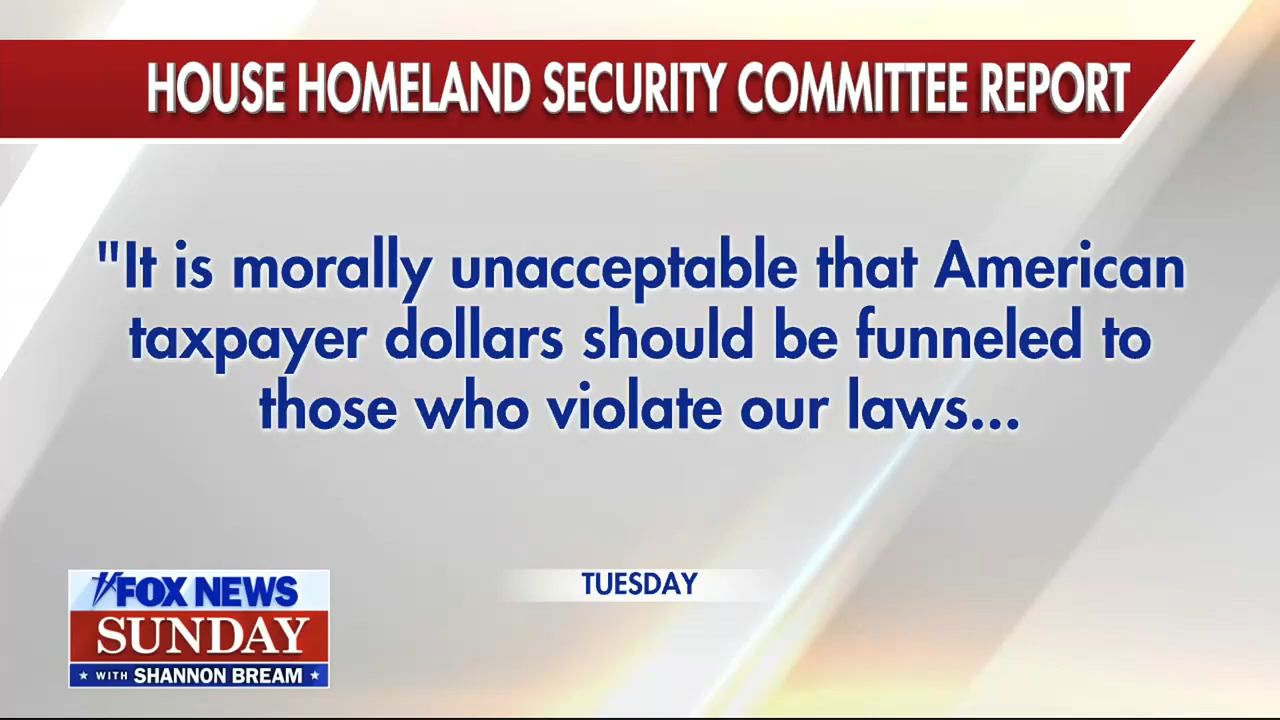 HOUSE HOMELAND SECURITY COMMITTEE REPORT
"It is morally unacceptable that American
taxpayer dollars should be funneled to
those who violate our laws...
TUESDAY
FOX NEWS
SUNDAY
WITH SHANNON BREAM